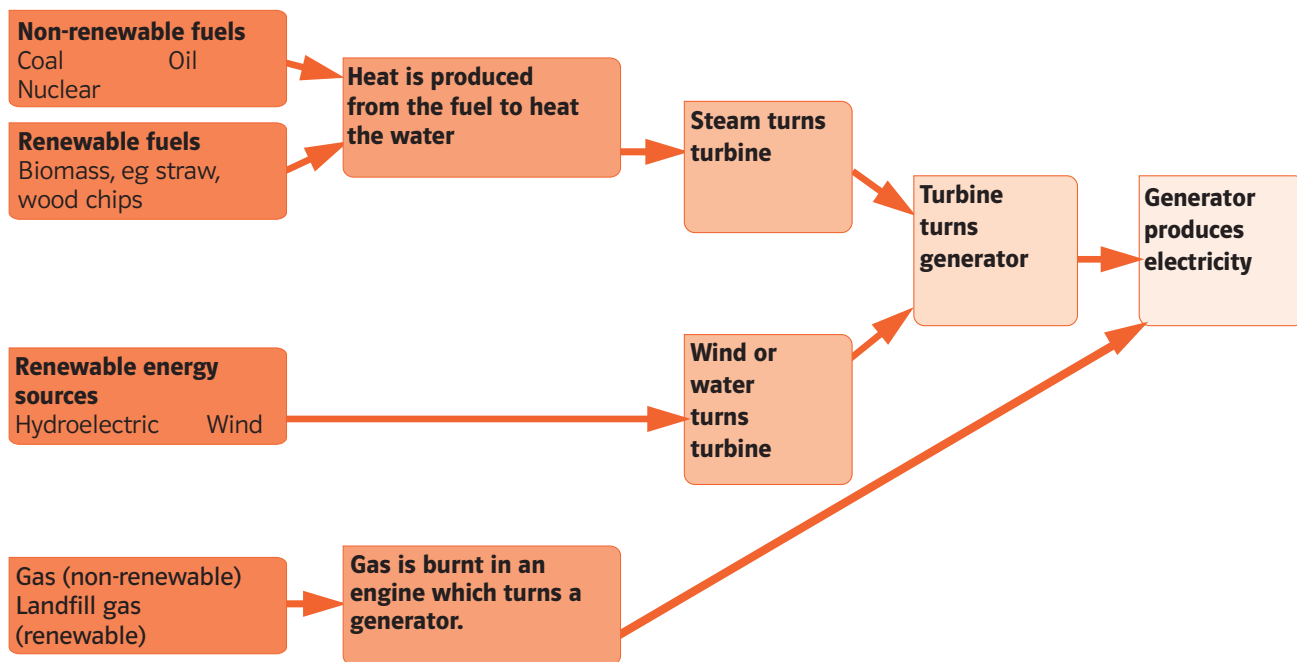 Non-renewable fuels
Coal Oil
Nuclear
Renewable fuels
Biomass, eg straw,
wood chips
Heat is produced
from the fuel to heat
the water
Steam turns
turbine
Turbine
turns
generator
Generator
produces
electricity
Renewable energy
sources
Hydroelectric Wind
Wind or
water
turns
turbine
Gas (non-renewable)
Landfill gas
(renewable)
Gas is burnt in an
engine which turns a
generator.